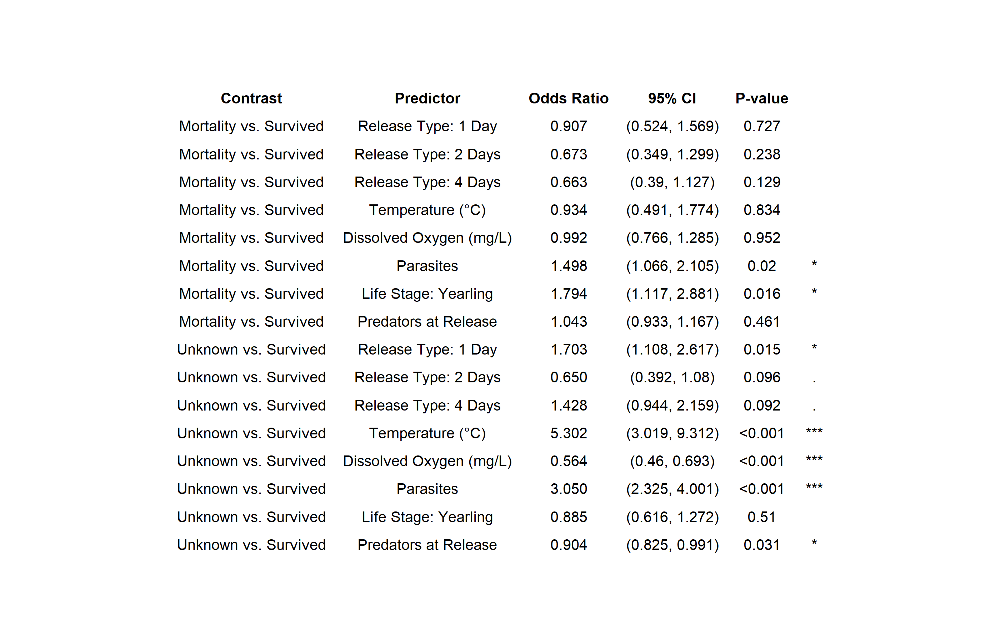 Contrast Predictor Odds Ratio 95% CI P-value
Mortality vs. Survived Release Type: 1 Day 0.907 (0.524, 1.569) 0.727
Mortality vs. Survived Release Type: 2 Days 0.673 (0.349, 1.299) 0.238
Mortality vs. Survived Release Type: 4 Days 0.663 (0.39, 1.127) 0.129
Mortality vs. Survived Temperature (°C) 0.934 (0.491, 1.774) 0.834
Mortality vs. Survived Dissolved Oxygen (mg/L) 0.992 (0.766, 1.285) 0.952
Mortality vs. Survived Parasites 1.498 (1.066, 2.105) 0.02 *
Mortality vs. Survived Life Stage: Yearling 1.794 (1.117, 2.881) 0.016 *
Mortality vs. Survived Predators at Release 1.043 (0.933, 1.167) 0.461
Unknown vs. Survived Release Type: 1 Day 1.703 (1.108, 2.617) 0.015 *
Unknown vs. Survived Release Type: 2 Days 0.650 (0.392, 1.08) 0.096 .
Unknown vs. Survived Release Type: 4 Days 1.428 (0.944, 2.159) 0.092 .
Unknown vs. Survived Temperature (°C) 5.302 (3.019, 9.312) <0.001 ***
Unknown vs. Survived Dissolved Oxygen (mg/L) 0.564 (0.46, 0.693) <0.001 ***
Unknown vs. Survived Parasites 3.050 (2.325, 4.001) <0.001 ***
Unknown vs. Survived Life Stage: Yearling 0.885 (0.616, 1.272) 0.51
Unknown vs. Survived Predators at Release 0.904 (0.825, 0.991) 0.031 *